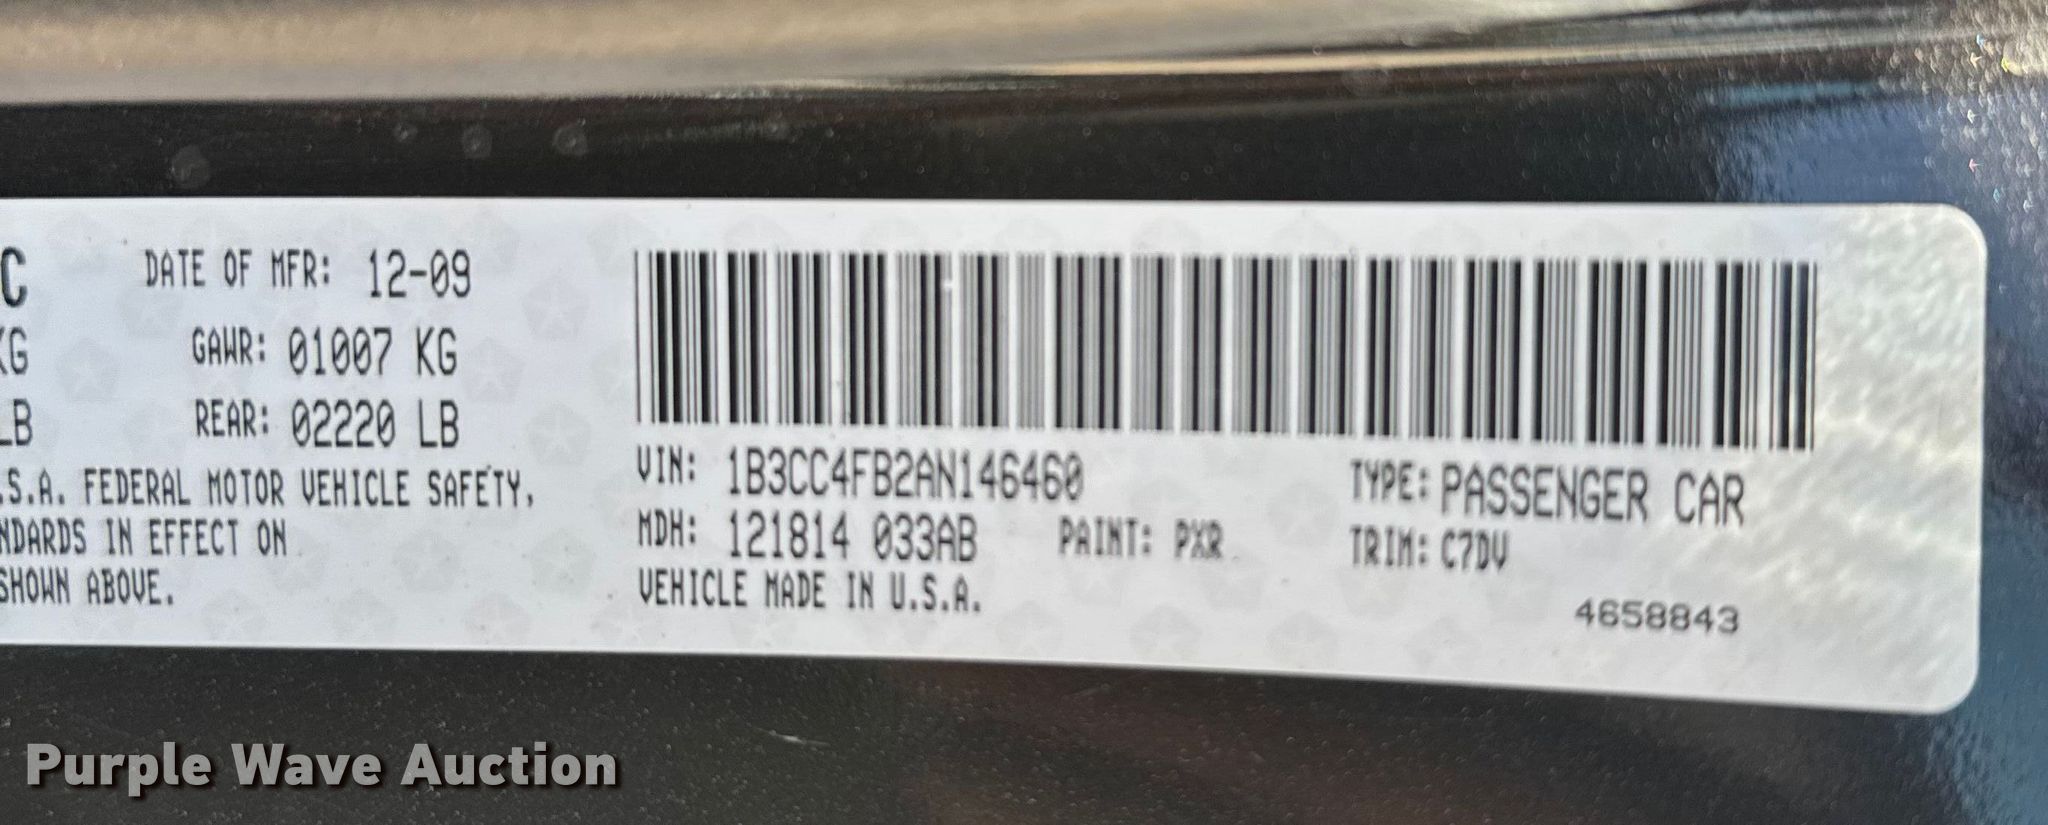 C DATE OF MFR: 12-09
KG GAWR: 01007 KG
LB REAR: 02220 LB
.S.A. FEDERAL MOTOR VEHICLE SAFETY,
NDARDS IN EFFECT ON
SHOWN ABOVE.
VIN: 1B3CC4FB2AN146460
MDH: 121814 033AB PAINT: PXR
VEHICLE MADE IN U.S.A.
TYPE: PASSENGER CAR
TRIM: C7DV
4658843
Purple Wave Auction